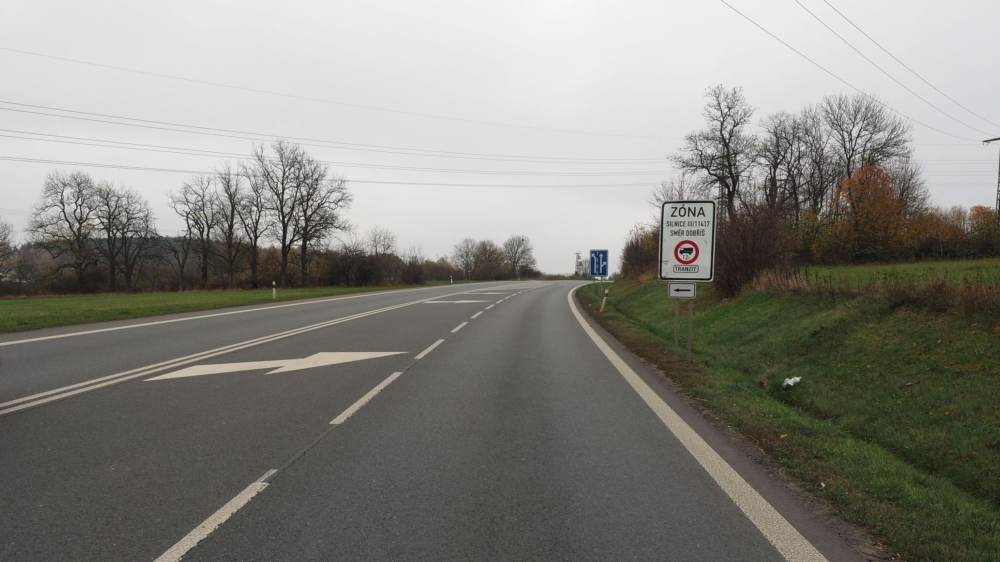 ZÓNA
SILNICE III/11417
SMĚR DOBŘÍŠ
12t
TRANZIT